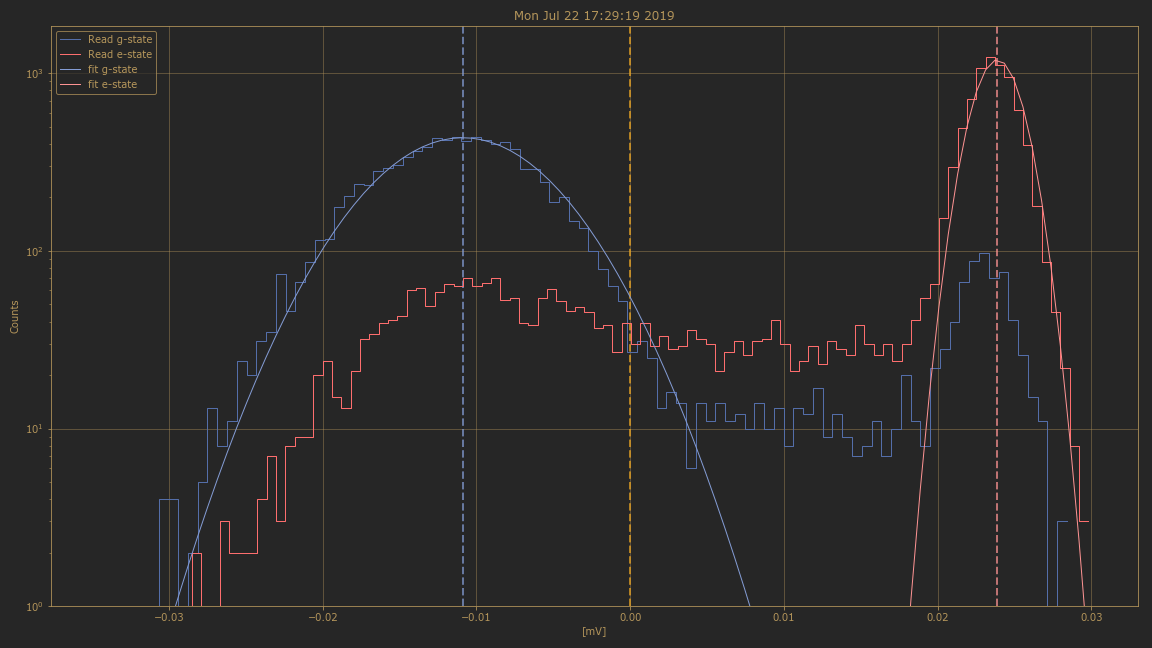 Mon Jul 22 17:29:19 2019
Read g-state
Read e-state
fit g-state
fit e-state
Counts
10³
10²
10¹
10⁰
−0.03 −0.02 −0.01 0.00 0.01 0.02 0.03
[mV]